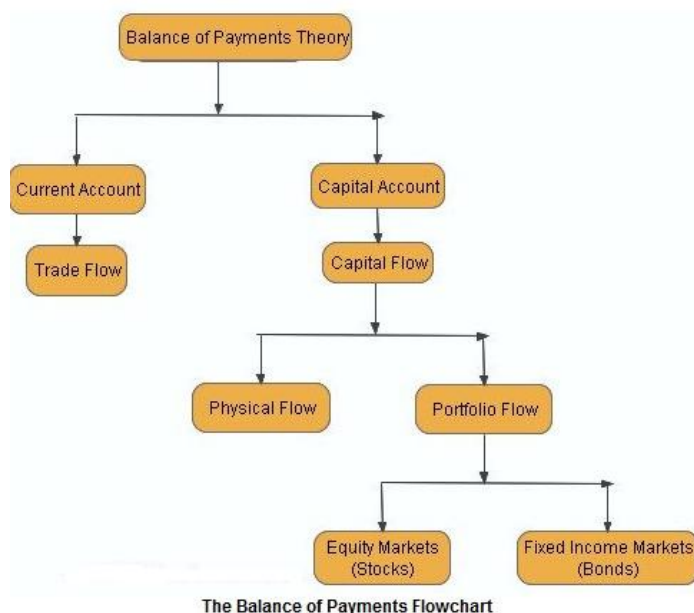 Balance of Payments Theory
Current Account
Capital Account
Trade Flow
Capital Flow
Physical Flow
Portfolio Flow
Equity Markets
(Stocks)
Fixed Income Markets
(Bonds)
The Balance of Payments Flowchart